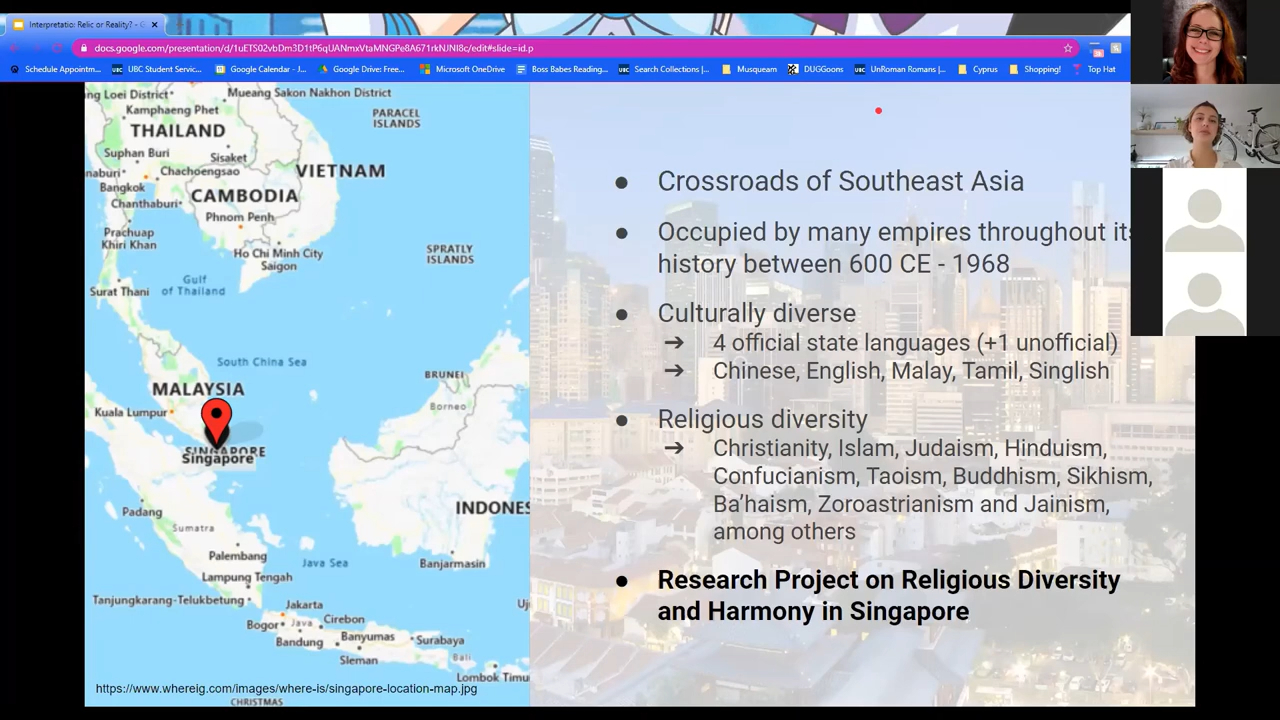 Interpretatio: Relic or Reality? - G
docs.google.com/presentation/d/1uETS02vbDm3D1tP6qUANmxVtaMNGPe8A671rkNJNI8c/edit#slide=id.p
Schedule Appointm... UBC Student Servic... Google Calendar - J... Google Drive: Free... Microsoft OneDrive Boss Babes Reading... Search Collections |... Musqueam DUGGoons UnRoman Romans |... Cyprus Shopping! Top Hat
ng Loei District
Mueang Sakon Nakhon District
Kamphaeng Phet
PARACEL
ISLANDS
THAILAND
Suphan Buri
Sisaket
VIETNAM
naburi
Chachoengsao
Bangkok
CAMBODIA
Chanthaburi
Phnom Penh
Prachuap
Khiri Khan
Ho Chi Minh City
Saigon
SPRATLY
ISLANDS
Gulf
of Thailand
Surat Thani
South China Sea
MALAYSIA
BRUNEI
Kuala Lumpur
Borneo
SINGAPORE
Singapore
Padang
INDONES
Sumatra
Palembang
Java Sea
Banjarmasin
Lampung Tengah
Tanjungkarang-Telukbetung
Jakarta
Uj
Bogor
Java
Cirebon
Bandung
Banyumas
Surabaya
Sleman
Bali
Lombok Timu
https://www.whereig.com/images/where-is/singapore-location-map.jpg
CHRISTMAS
● Crossroads of Southeast Asia
● Occupied by many empires throughout its
history between 600 CE - 1968
● Culturally diverse
➔ 4 official state languages (+1 unofficial)
➔ Chinese, English, Malay, Tamil, Singlish
● Religious diversity
➔ Christianity, Islam, Judaism, Hinduism,
Confucianism, Taoism, Buddhism, Sikhism,
Ba’haism, Zoroastrianism and Jainism,
among others
● Research Project on Religious Diversity
and Harmony in Singapore